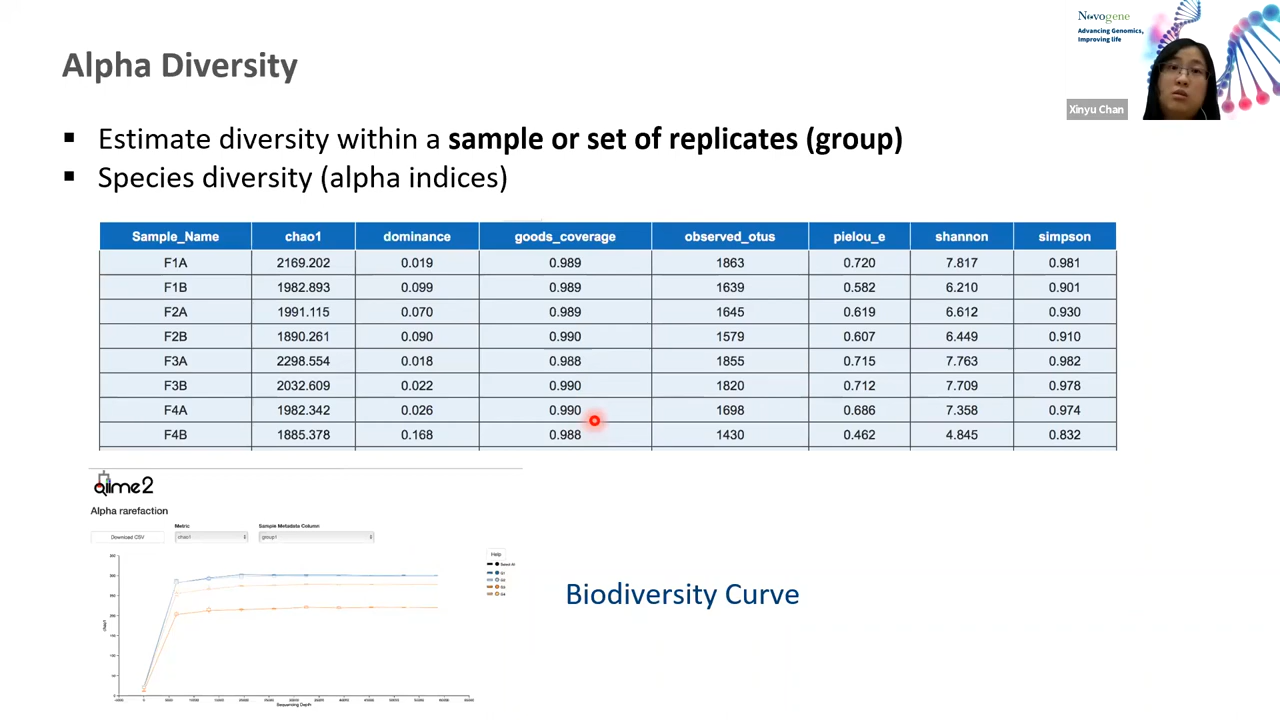 Novogene
Advancing Genomics,
Improving life
Alpha Diversity
Xinyu Chan
▪ Estimate diversity within a sample or set of replicates (group)
▪ Species diversity (alpha indices)
Sample_Name chao1 dominance goods_coverage observed_otus pielou_e shannon simpson
F1A 2169.202 0.019 0.989 1863 0.720 7.817 0.981
F1B 1982.893 0.099 0.989 1639 0.582 6.210 0.901
F2A 1991.115 0.070 0.989 1645 0.619 6.612 0.930
F2B 1890.261 0.090 0.990 1579 0.607 6.449 0.910
F3A 2298.554 0.018 0.988 1855 0.715 7.763 0.982
F3B 2032.609 0.022 0.990 1820 0.712 7.709 0.978
F4A 1982.342 0.026 0.990 1698 0.686 7.358 0.974
F4B 1885.378 0.168 0.988 1430 0.462 4.845 0.832
qiime2
Alpha rarefaction
Metric Sample Metadata Column
Download CSV chao1 group1
Help
Select All
chao1
Sequencing Depth
Biodiversity Curve